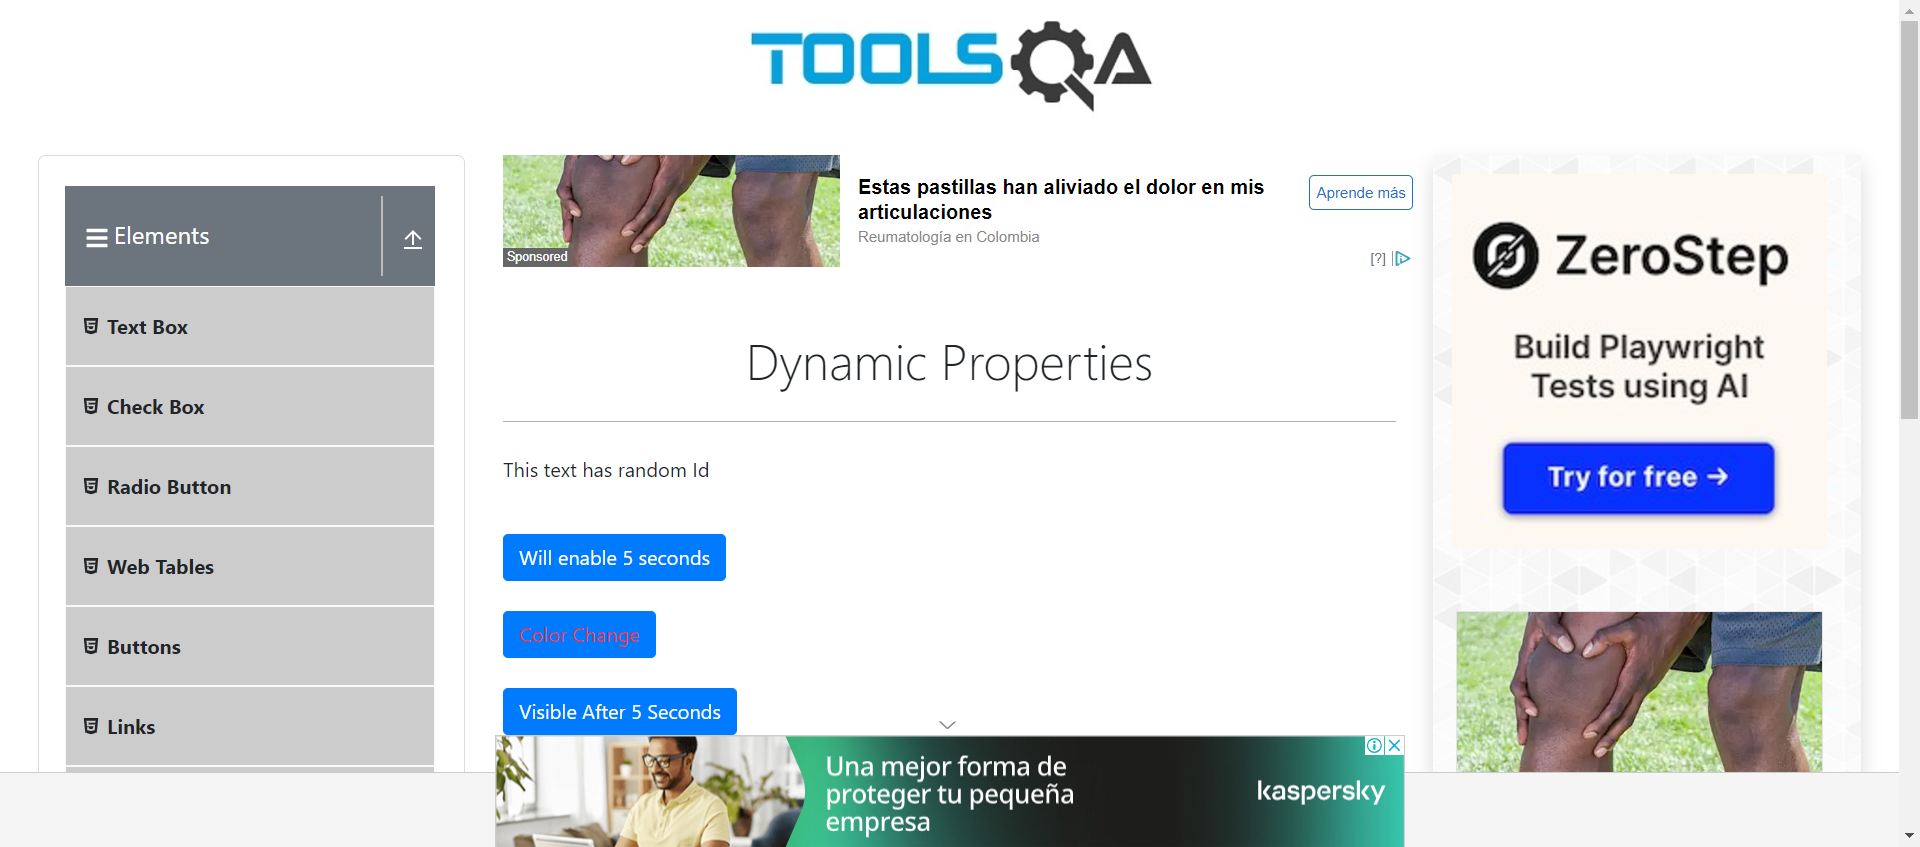 TOOLSQA
Elements
Text Box
Check Box
Radio Button
Web Tables
Buttons
Links
Sponsored
Estas pastillas han aliviado el dolor en mis
articulaciones
Reumatología en Colombia
Aprende más
[?]
Dynamic Properties
This text has random Id
Will enable 5 seconds
Color Change
Visible After 5 Seconds
Una mejor forma de
proteger tu pequeña
empresa
kaspersky
ZeroStep
Build Playwright
Tests using AI
Try for free →